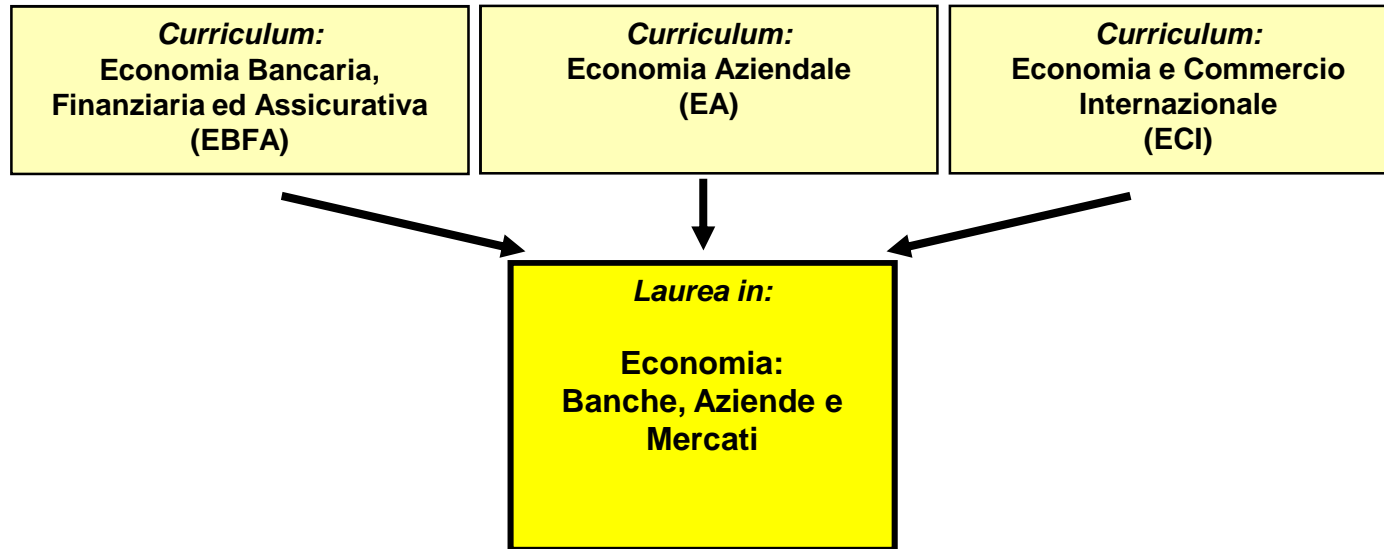 Curriculum:
Economia Bancaria,
Finanziaria ed Assicurativa
(EBFA)
Curriculum:
Economia Aziendale
(EA)
Curriculum:
Economia e Commercio
Internazionale
(ECI)
Laurea in:
Economia:
Banche, Aziende e
Mercati